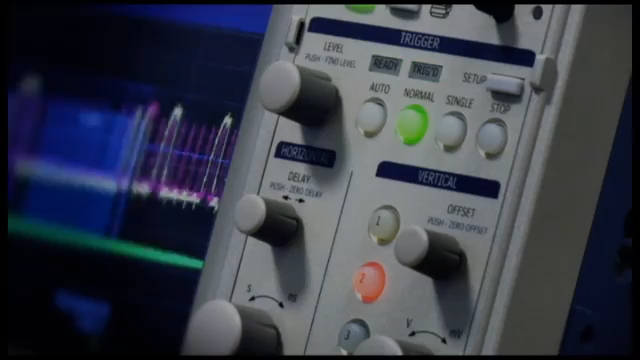 TRIGGER
LEVEL
PUSH - FIND LEVEL
READY TRIG'D
SETUP
AUTO NORMAL SINGLE STOP
HORIZONTAL
DELAY
PUSH - ZERO DELAY
VERTICAL
OFFSET
PUSH - ZERO OFFSET
1
2
S nS
3
V mV